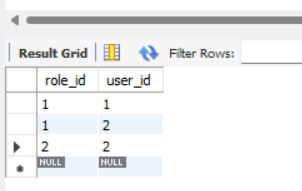 Result Grid Filter Rows:
role_id user_id
1 1
1 2
2 2
NULL NULL